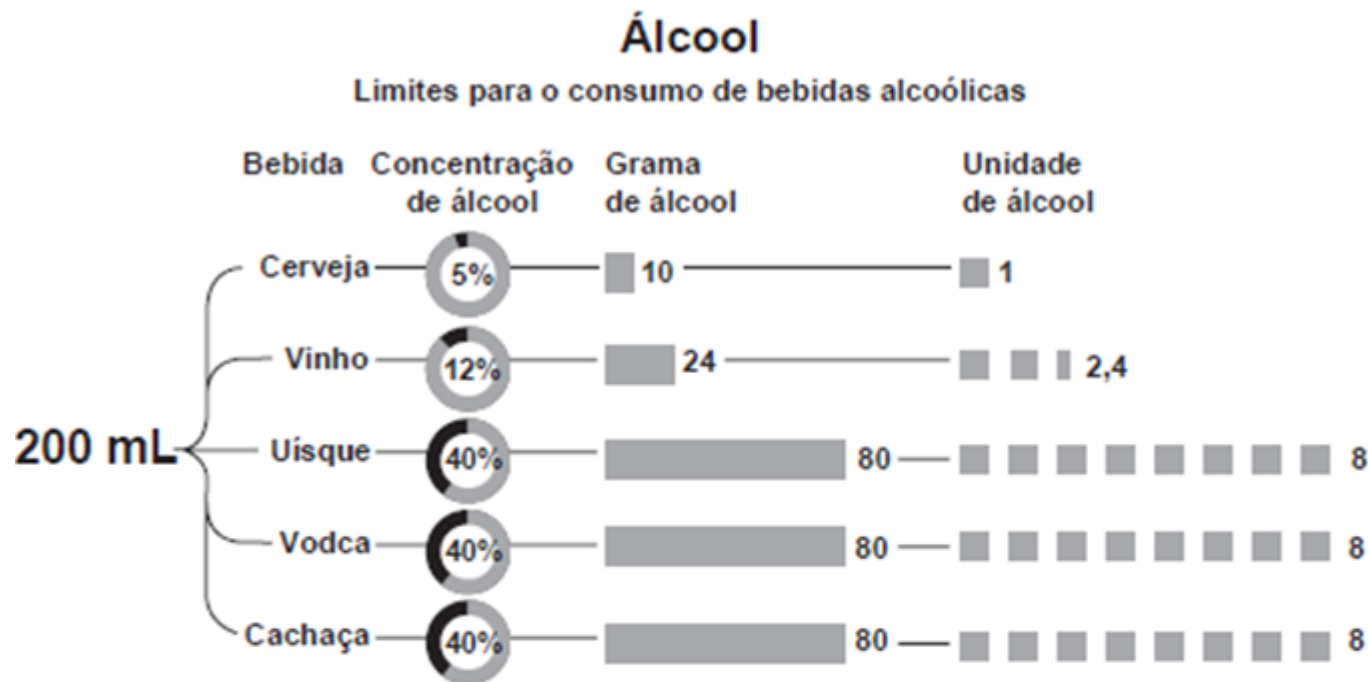 Álcool
Limites para o consumo de bebidas alcoólicas
Bebida Concentração de álcool Grama de álcool Unidade de álcool
200 mL
Cerveja 5% 10 1
Vinho 12% 24 2,4
Uísque 40% 80 8
Vodca 40% 80 8
Cachaça 40% 80 8